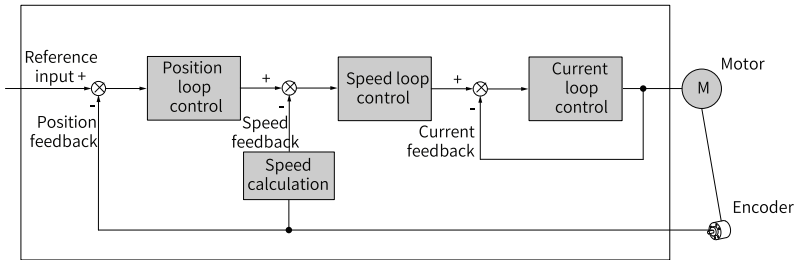 Reference
input +
-
Position
feedback
Position
loop
control
+
-
Speed
feedback
Speed
calculation
Speed loop
control
+
-
Current
feedback
Current
loop
control
Motor
M
Encoder